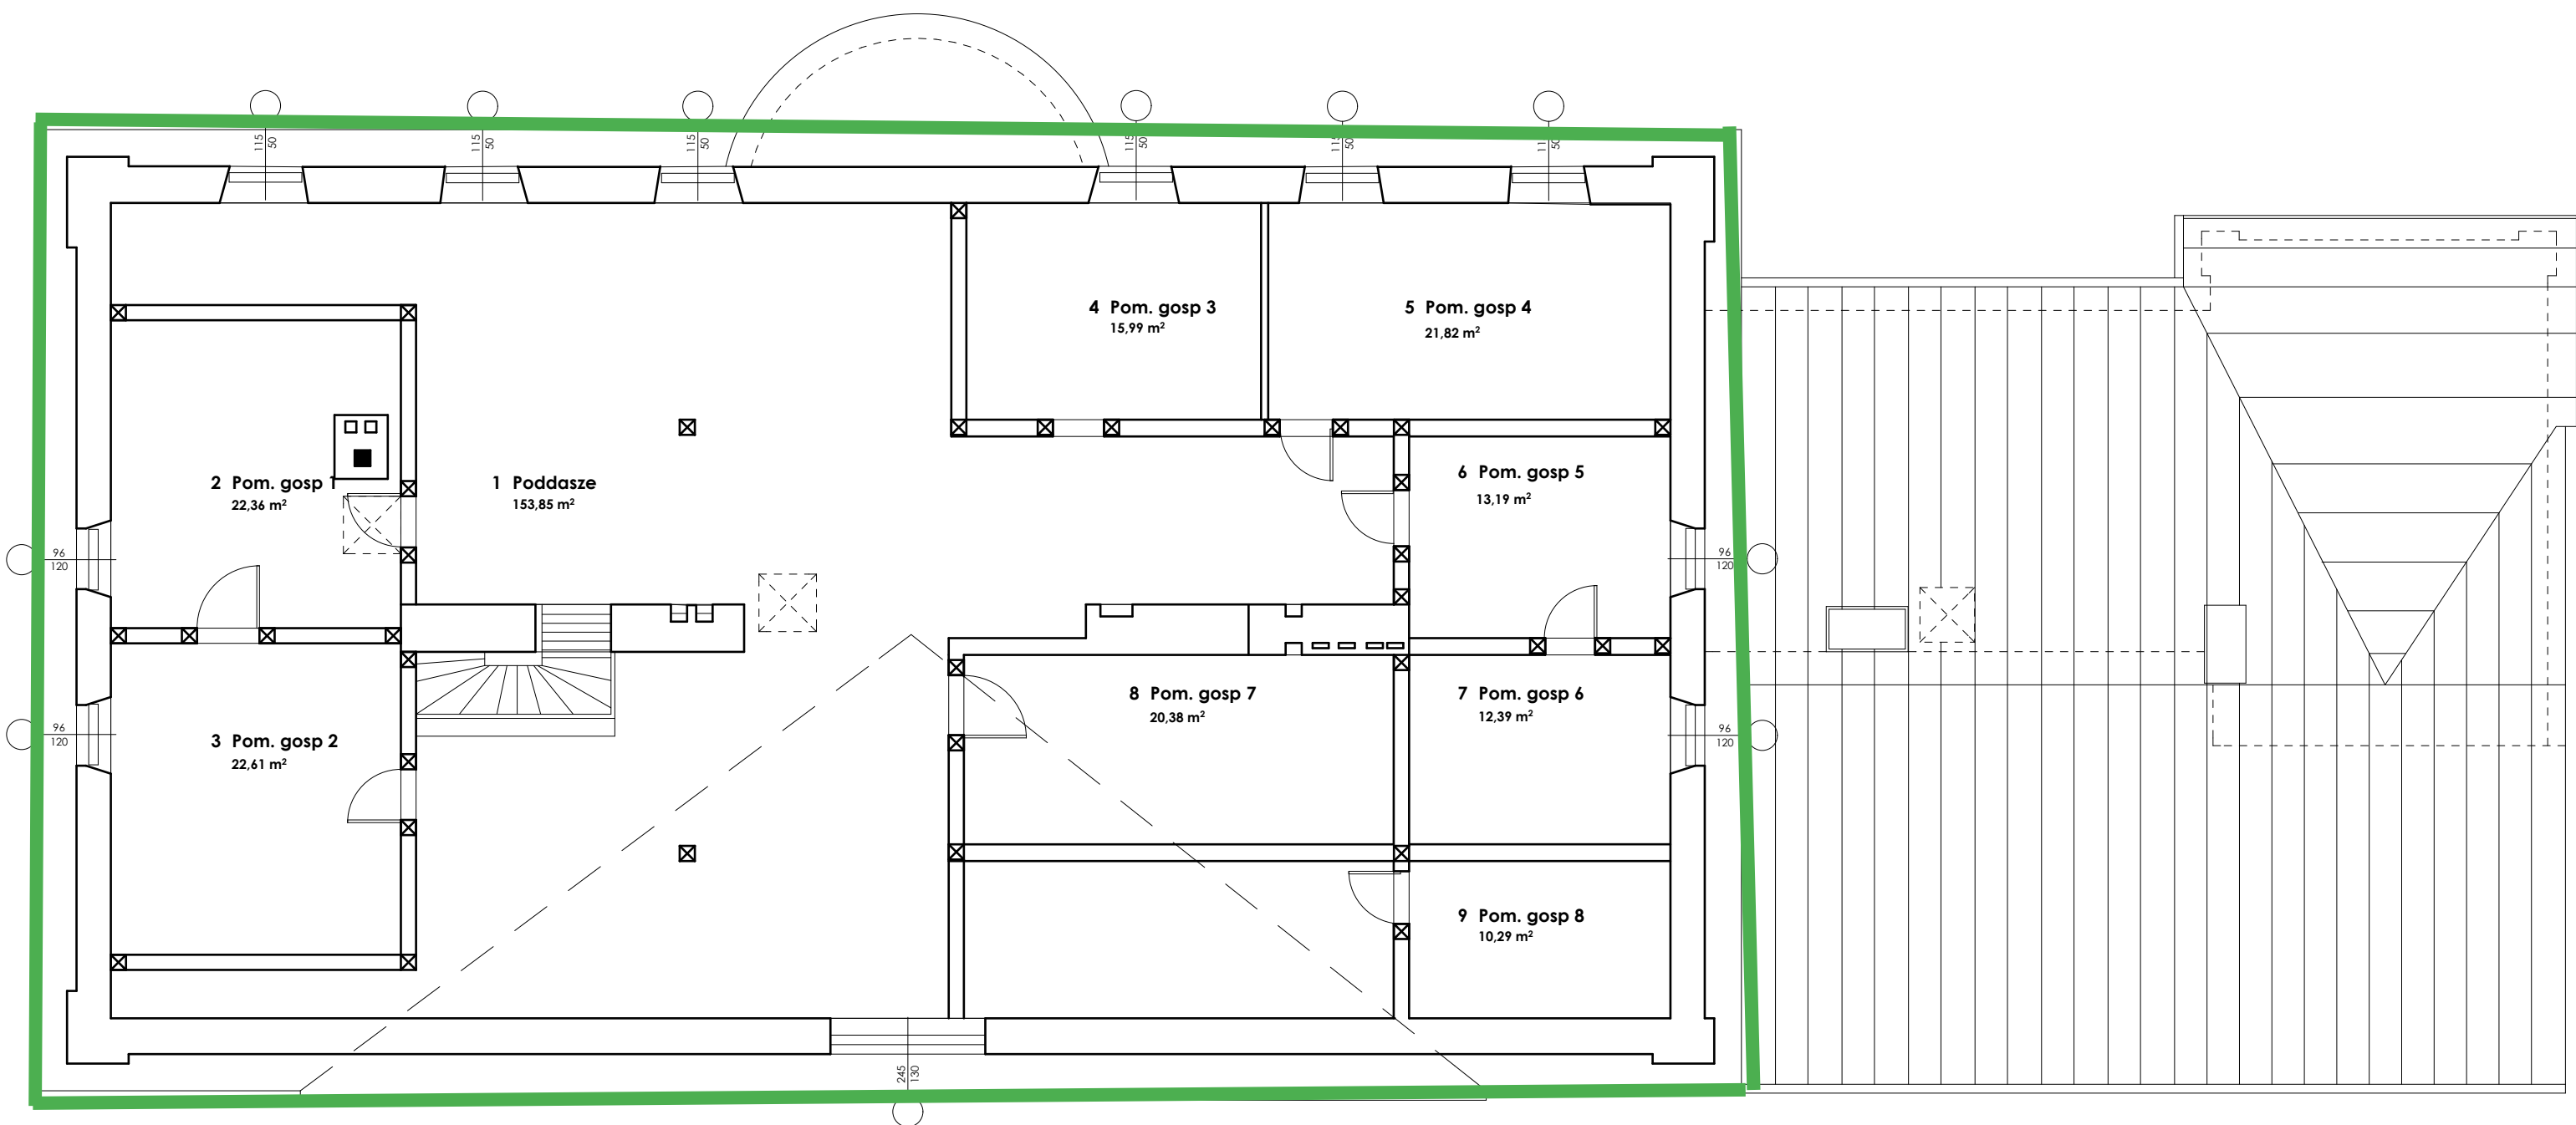 115
50
115
50
115
50
115
50
115
50
115
50
4 Pom. gosp 3
15,99 m²
5 Pom. gosp 4
21,82 m²
2 Pom. gosp 1
22,36 m²
1 Poddasze
153,85 m²
6 Pom. gosp 5
13,19 m²
96
120
96
120
3 Pom. gosp 2
22,61 m²
8 Pom. gosp 7
20,38 m²
7 Pom. gosp 6
12,39 m²
96
120
96
120
9 Pom. gosp 8
10,29 m²
245
130